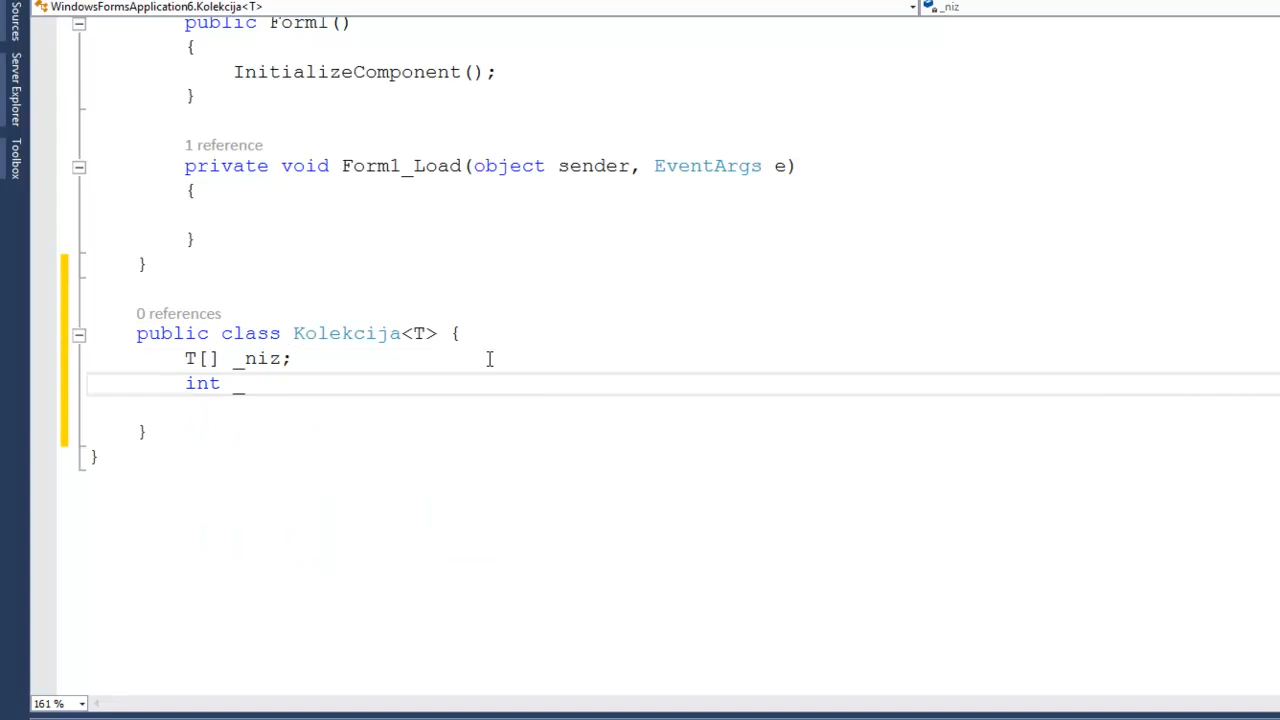 WindowsFormsApplication6.Kolekcija<T>
_niz
Sources
Server Explorer
Toolbox
public Form1()
{
InitializeComponent();
}
1 reference
private void Form1_Load(object sender, EventArgs e)
{
}
}
0 references
public class Kolekcija<T> {
T[] _niz;
int _
}
}
161 %